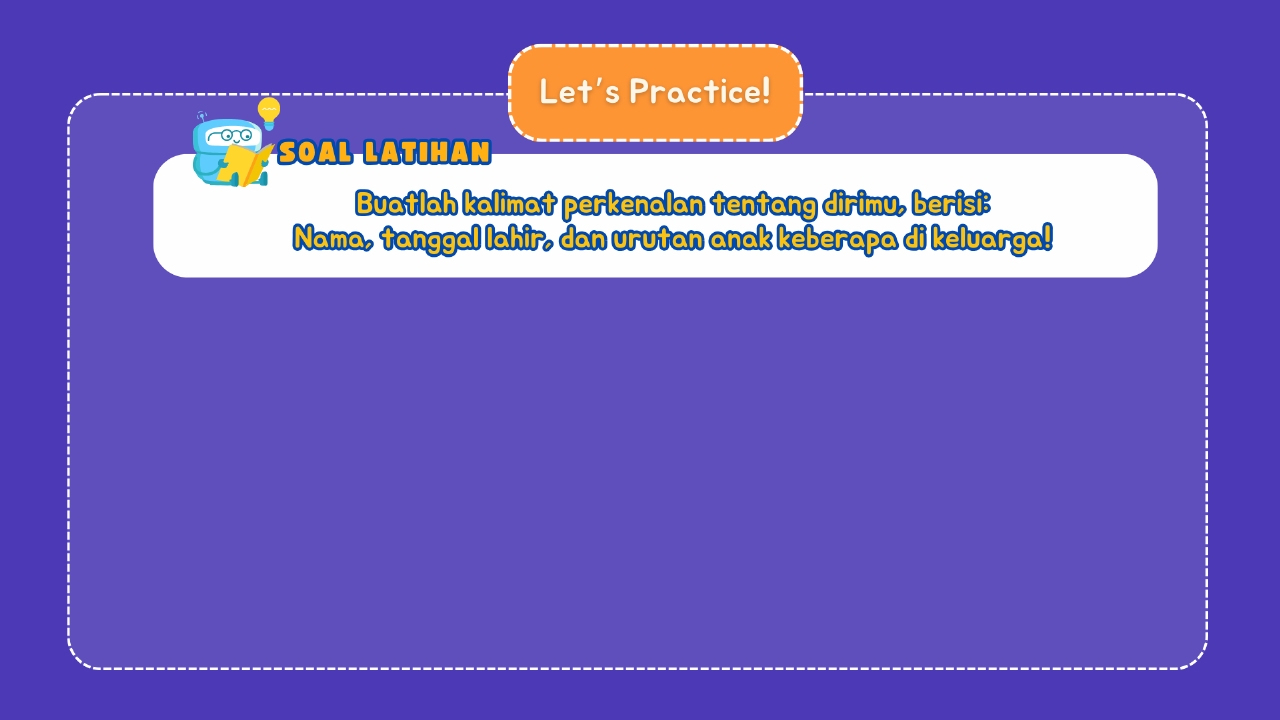 Let's Practice!
SOAL LATIHAN
Buatlah kalimat perkenalan tentang dirimu, berisi:
Nama, tanggal lahir, dan urutan anak keberapa di keluarga!